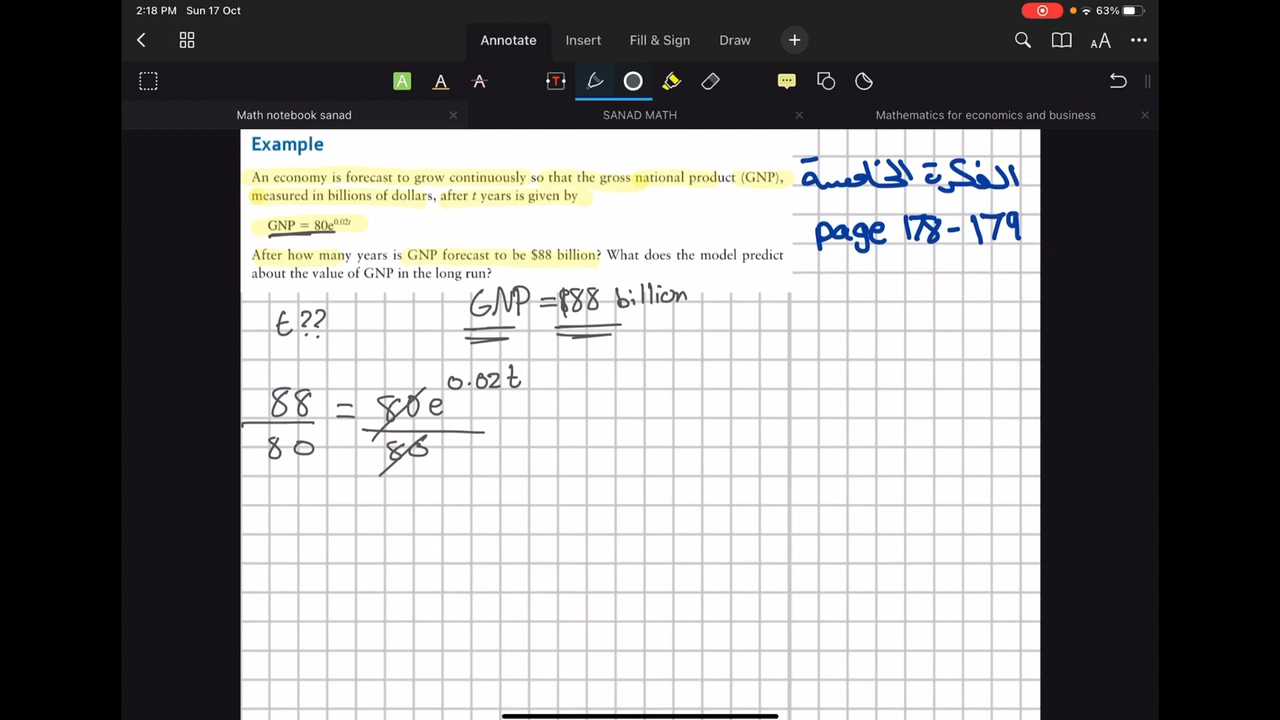 2:18 PM Sun 17 Oct
63%
Annotate Insert Fill & Sign Draw
AA
A A A T
Math notebook sanad
SANAD MATH
Mathematics for economics and business
Example
An economy is forecast to grow continuously so that the gross national product (GNP),
measured in billions of dollars, after t years is given by
GNP = 80e^0.02t
After how many years is GNP forecast to be $88 billion? What does the model predict
about the value of GNP in the long run?
الفكرة الخامسة
page 178-179
t??
GNP = $88 billion
88 = 80e^0.02t
80 80